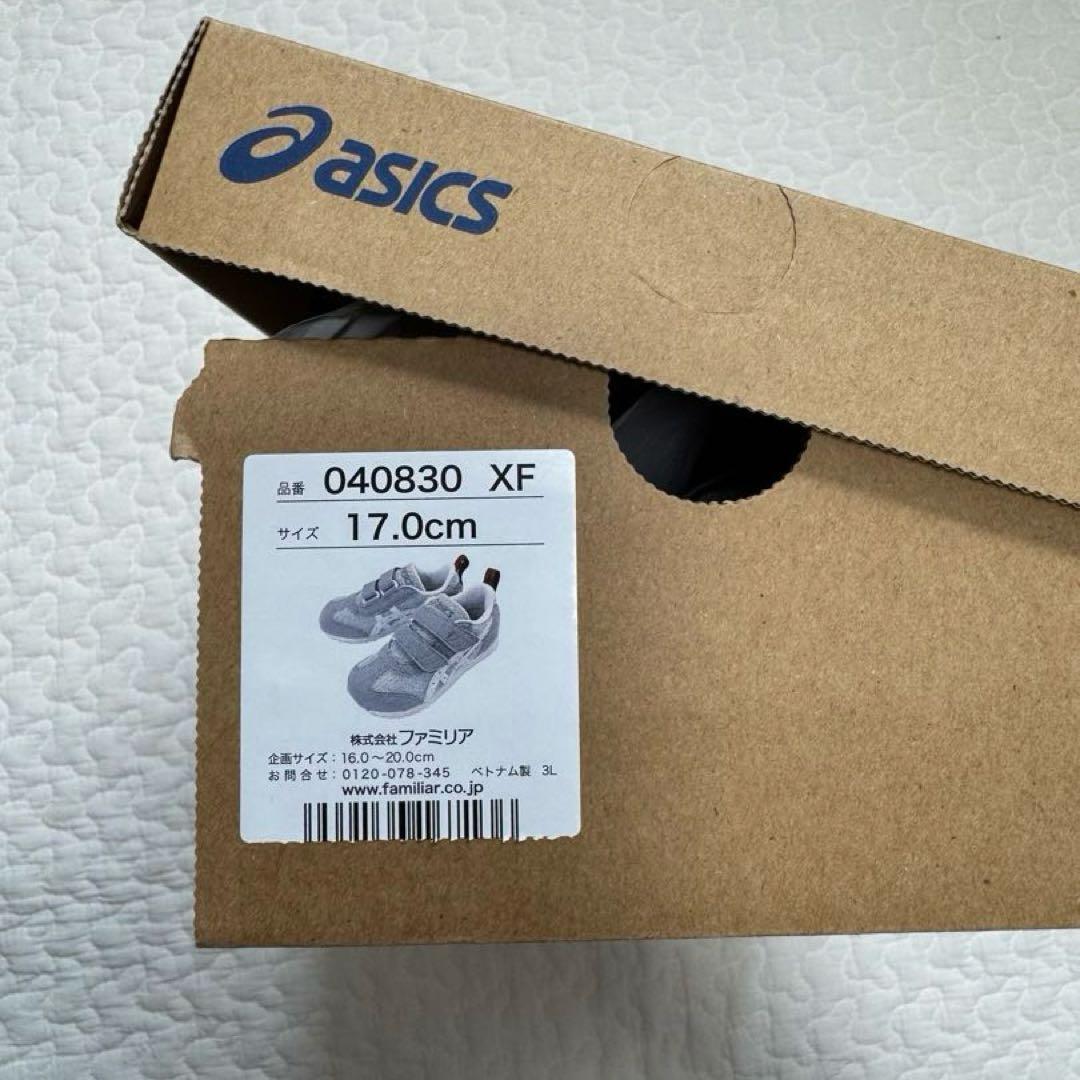 asics
品番 040830 XF
サイズ 17.0cm
株式会社ファミリア
企画サイズ：16.0～20.0cm
お問合せ：0120-078-345 ベトナム製 3L
www.familiar.co.jp